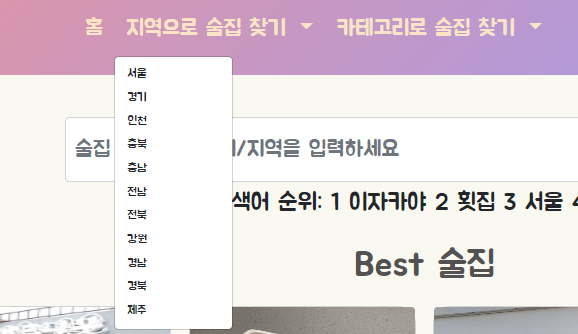 홈 지역으로 술집 찾기 카테고리로 술집 찾기
서울
경기
인천
충북
충남
전남
전북
강원
경남
경북
제주
술집 /지역을 입력하세요
색어 순위: 1 이자카야 2 횟집 3 서울 4
Best 술집